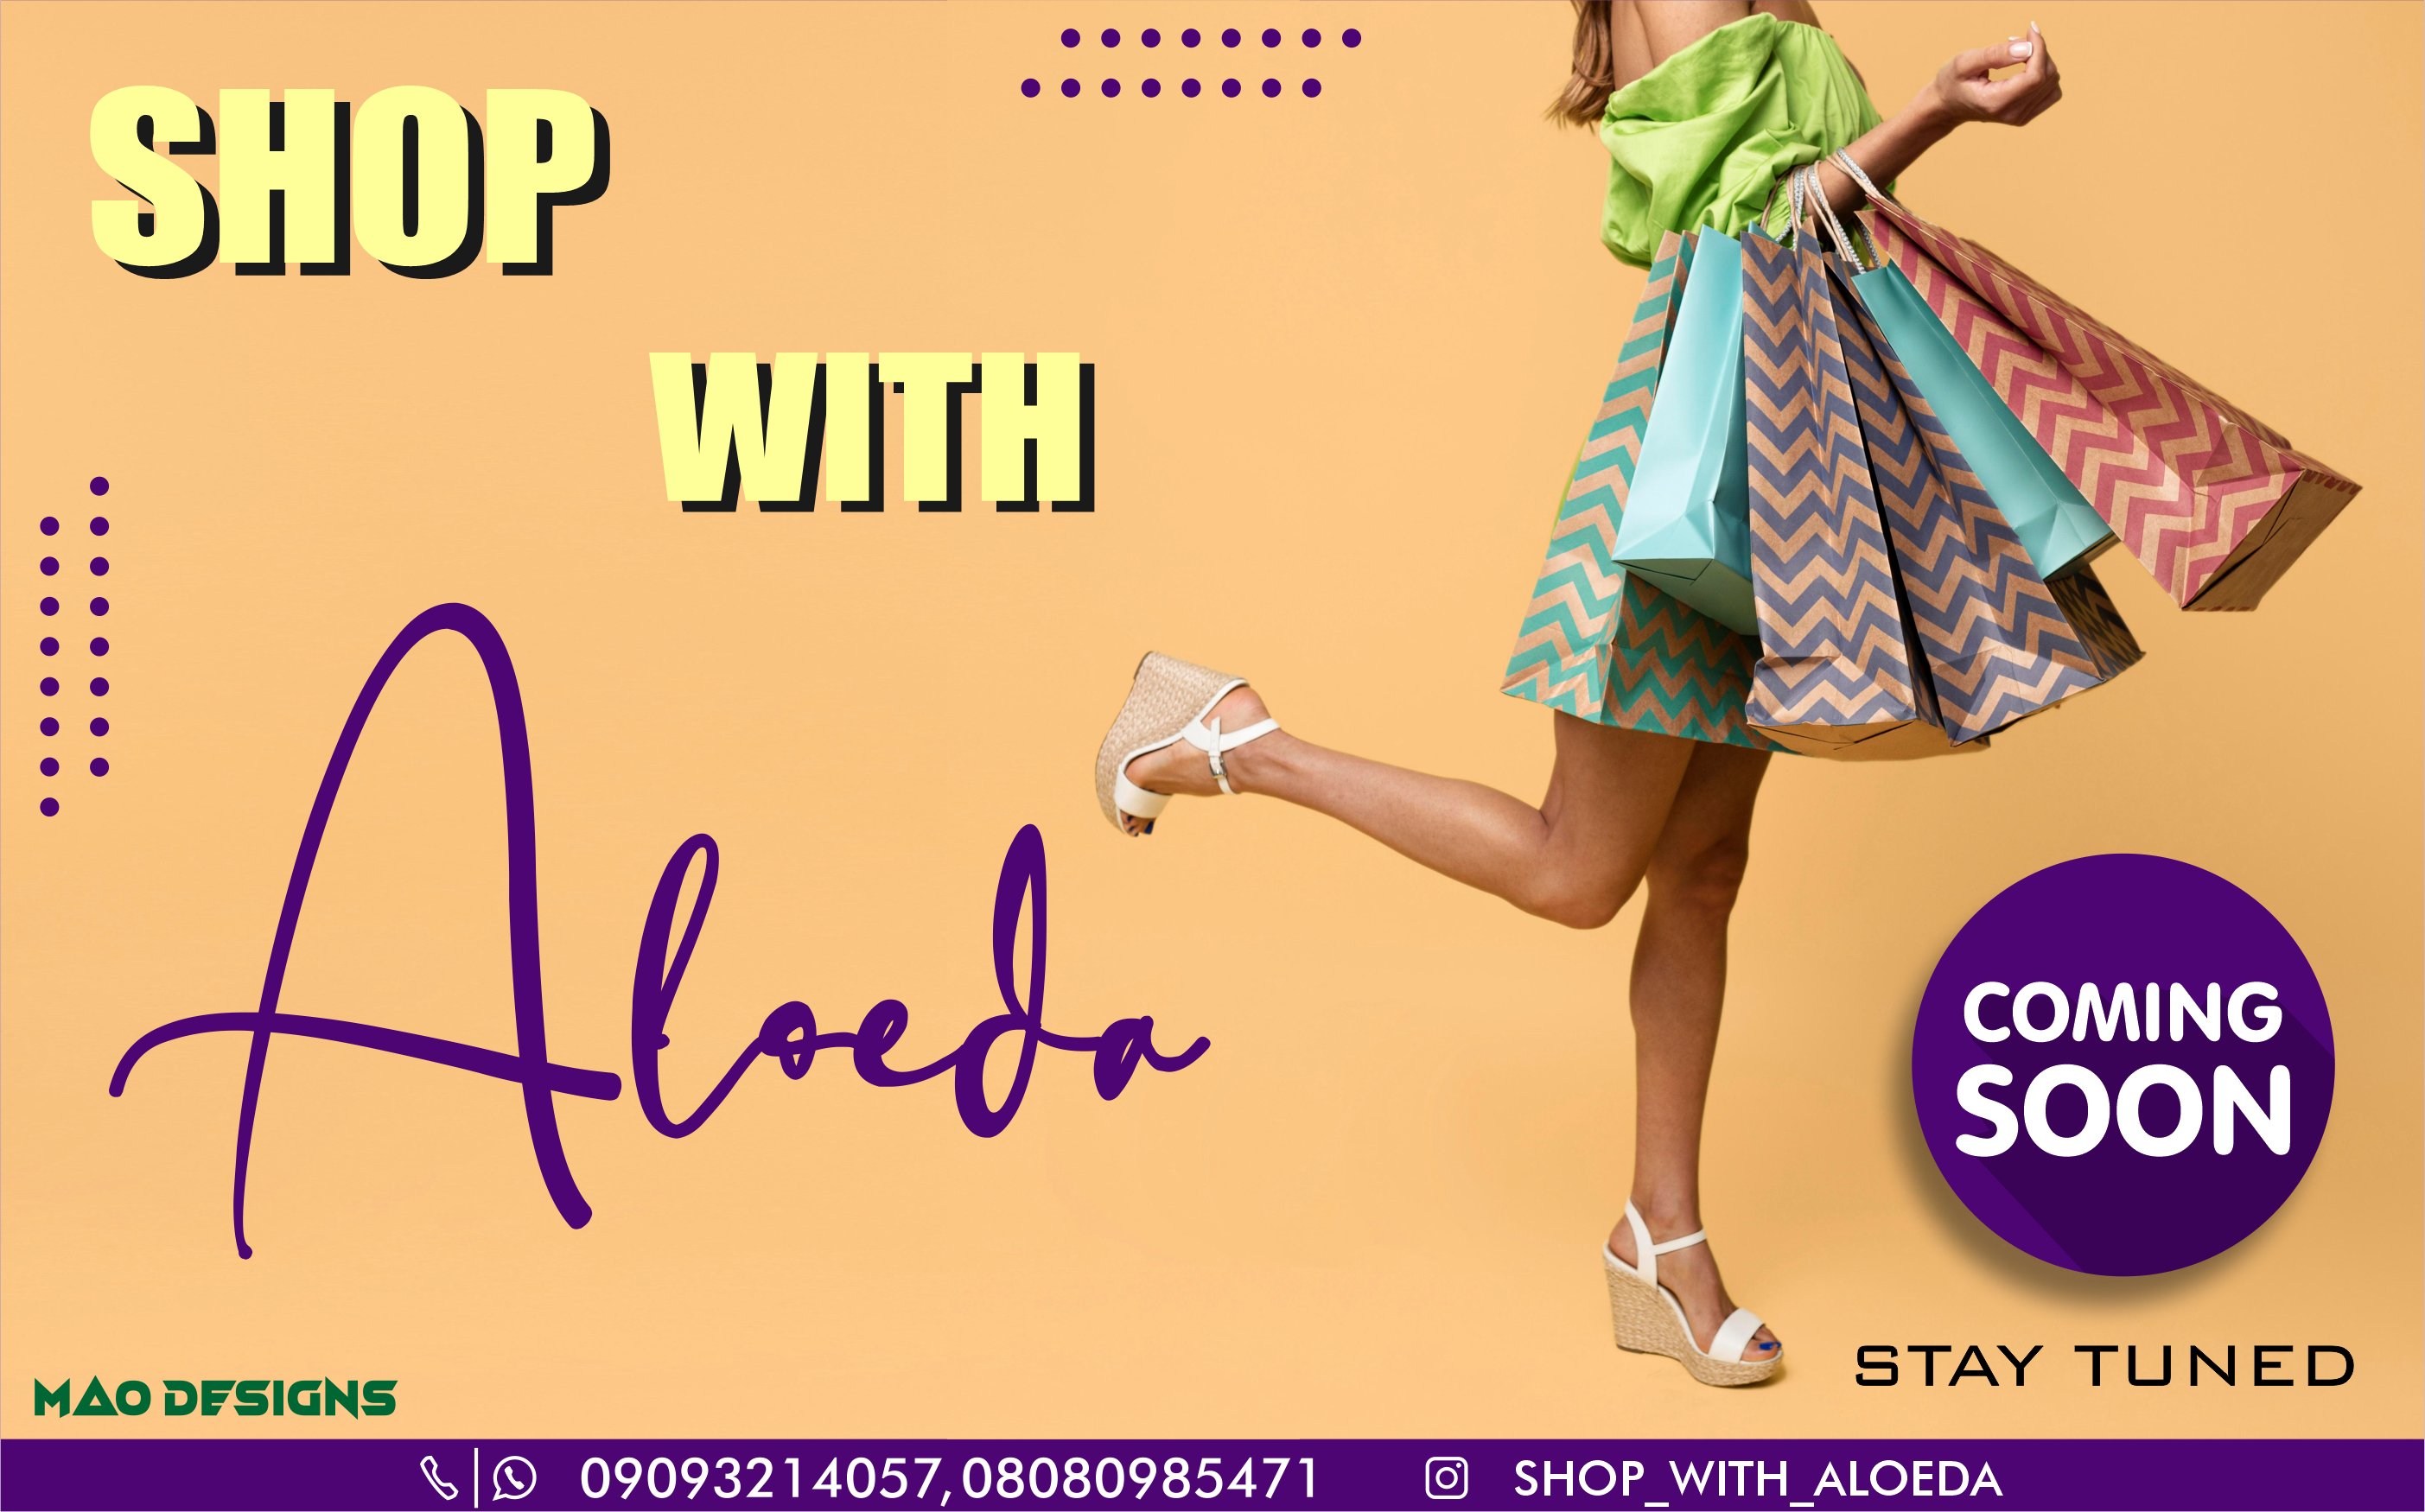 SHOP
WITH
Aloeda
COMING
SOON
STAY TUNED
MAO DESIGNS
09093214057, 08080985471
SHOP_WITH_ALOEDA